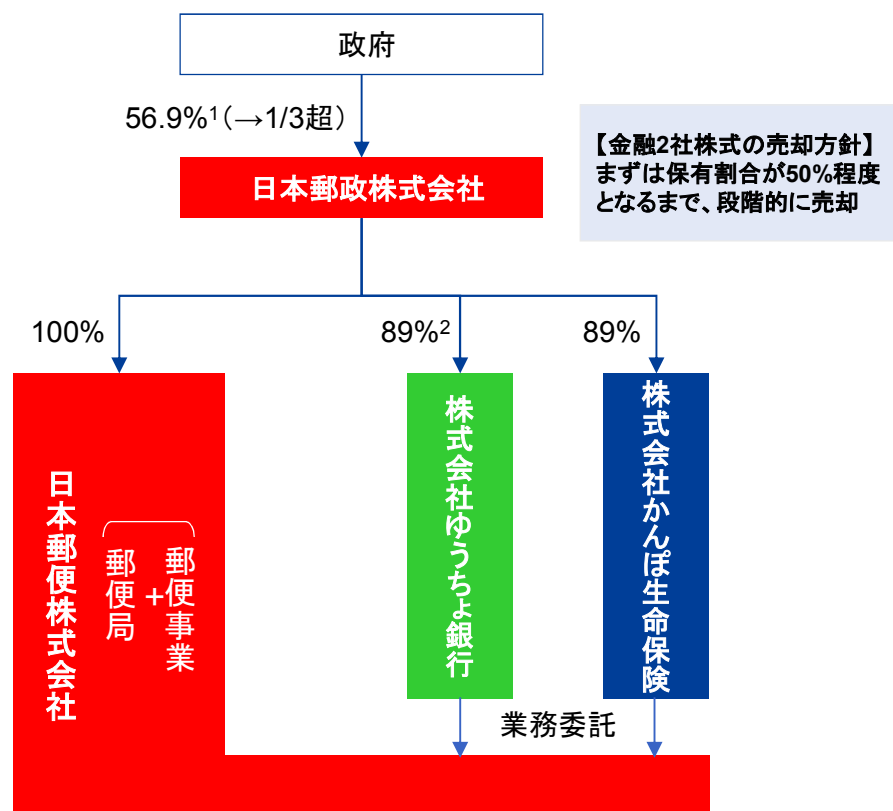 政府
56.9%¹（→1/3超）
【金融2社株式の売却方針】
まずは保有割合が50%程度
となるまで、段階的に売却
日本郵政株式会社
100%
89%²
89%
日本郵便株式会社
郵便局
+
郵便事業
株式会社ゆうちょ銀行
株式会社かんぽ生命保険
業務委託